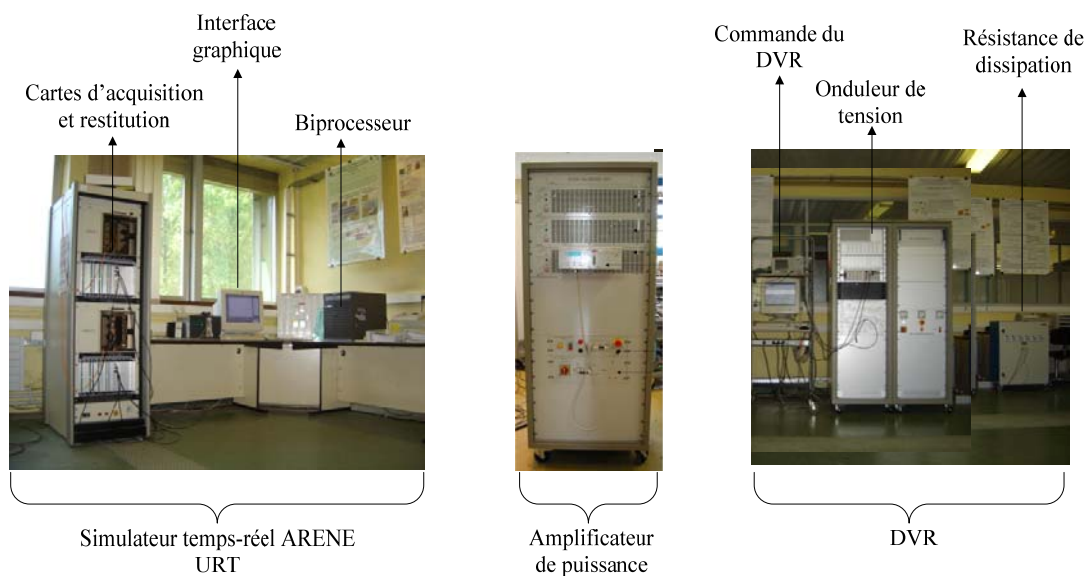 Interface
graphique
Cartes d'acquisition
et restitution
Biprocesseur
Commande du
DVR
Onduleur de
tension
Résistance de
dissipation
Simulateur temps-réel ARENE
URT
Amplificateur
de puissance
DVR